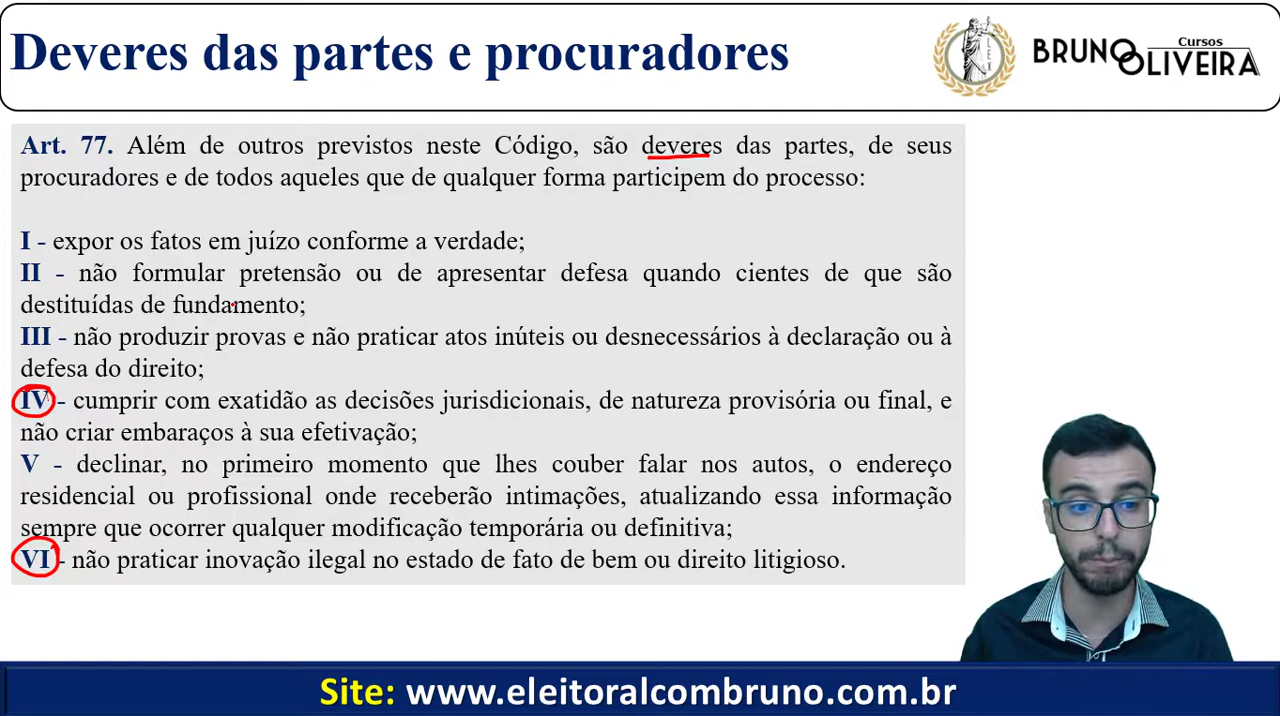 Deveres das partes e procuradores
BRUNO OLIVEIRA
Cursos
LEX
Art. 77. Além de outros previstos neste Código, são deveres das partes, de seus
procuradores e de todos aqueles que de qualquer forma participem do processo:
I - expor os fatos em juízo conforme a verdade;
II - não formular pretensão ou de apresentar defesa quando cientes de que são
destituídas de fundamento;
III - não produzir provas e não praticar atos inúteis ou desnecessários à declaração ou à
defesa do direito;
IV - cumprir com exatidão as decisões jurisdicionais, de natureza provisória ou final, e
não criar embaraços à sua efetivação;
V - declinar, no primeiro momento que lhes couber falar nos autos, o endereço
residencial ou profissional onde receberão intimações, atualizando essa informação
sempre que ocorrer qualquer modificação temporária ou definitiva;
VI - não praticar inovação ilegal no estado de fato de bem ou direito litigioso.
Site: www.eleitoralcombruno.com.br